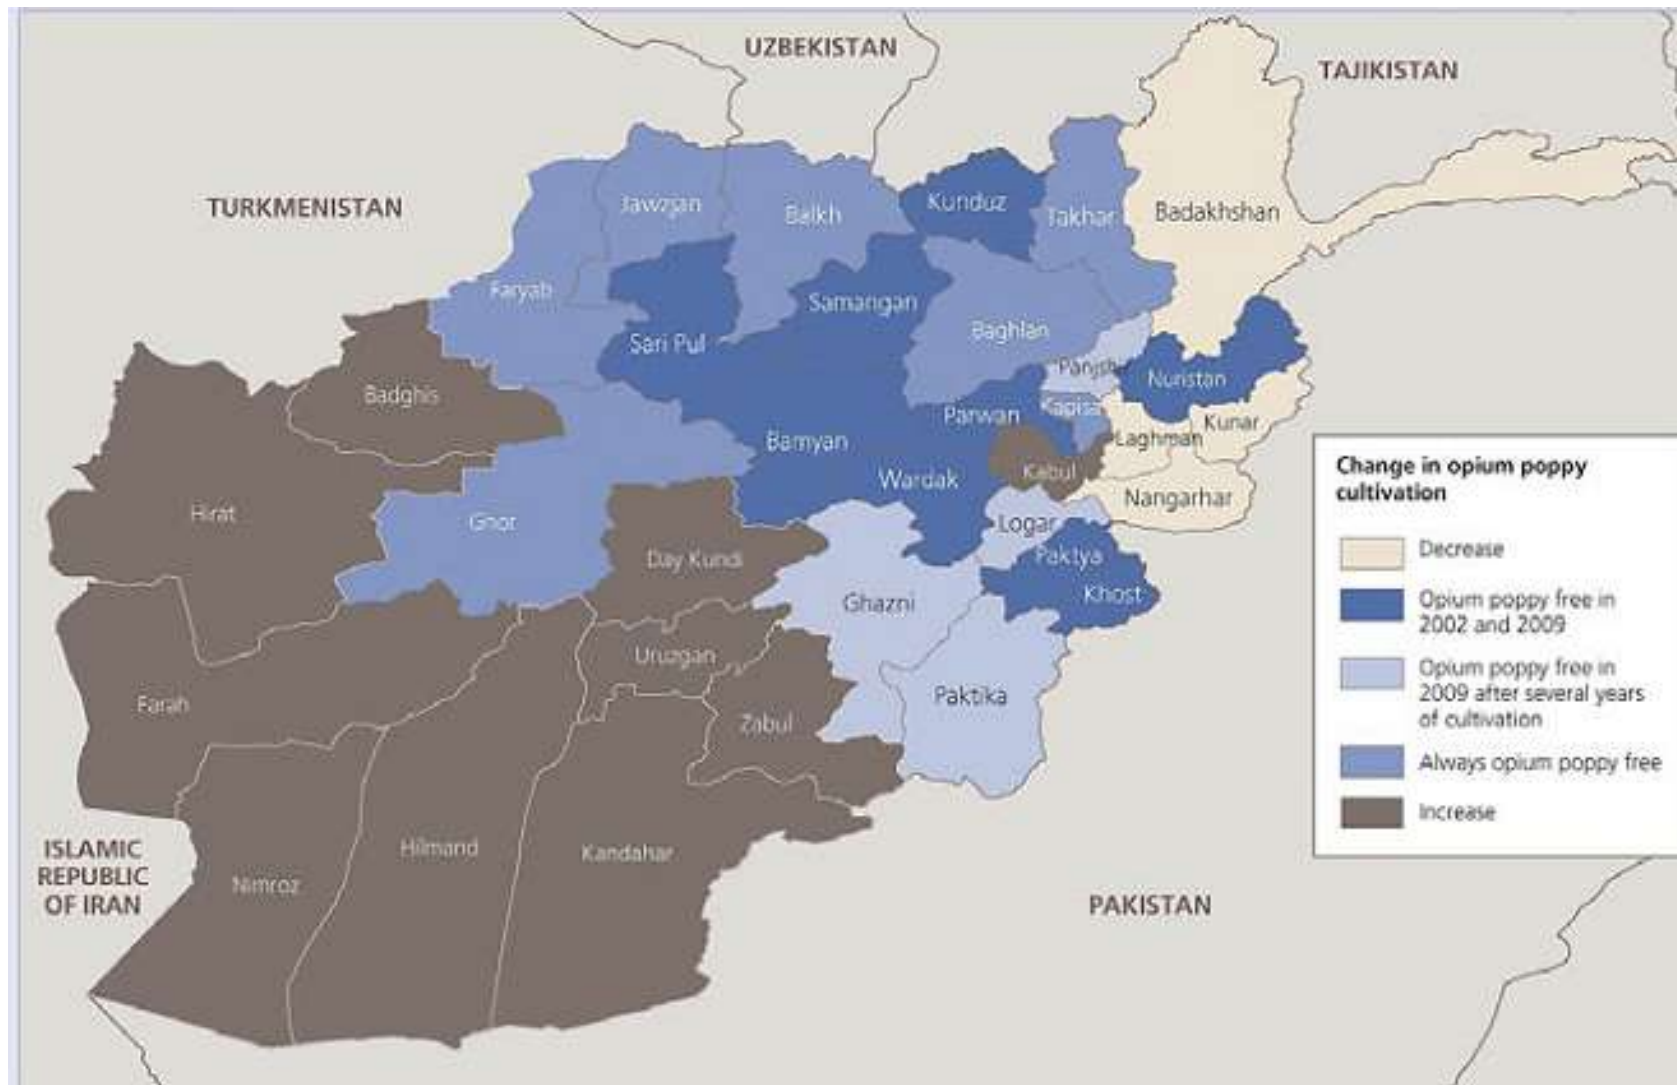 UZBEKISTAN
TAJIKISTAN
TURKMENISTAN
Jawzjan
Balkh
Kunduz
Takhar
Badakhshan
Faryab
Samangan
Sari Pul
Baghlan
Panjshir
Nuristan
Badghis
Parwan
Kapisa
Kunar
Laghman
Bamyan
Kabul
Wardak
Nangarhar
Hirat
Ghor
Logar
Day Kundi
Paktya
Khost
Ghazni
Uruzgan
Paktika
Farah
Zabul
Hilmand
Kandahar
Nimroz
ISLAMIC
REPUBLIC
OF IRAN
PAKISTAN
Change in opium poppy
cultivation
Decrease
Opium poppy free in
2002 and 2009
Opium poppy free in
2009 after several years
of cultivation
Always opium poppy free
Increase